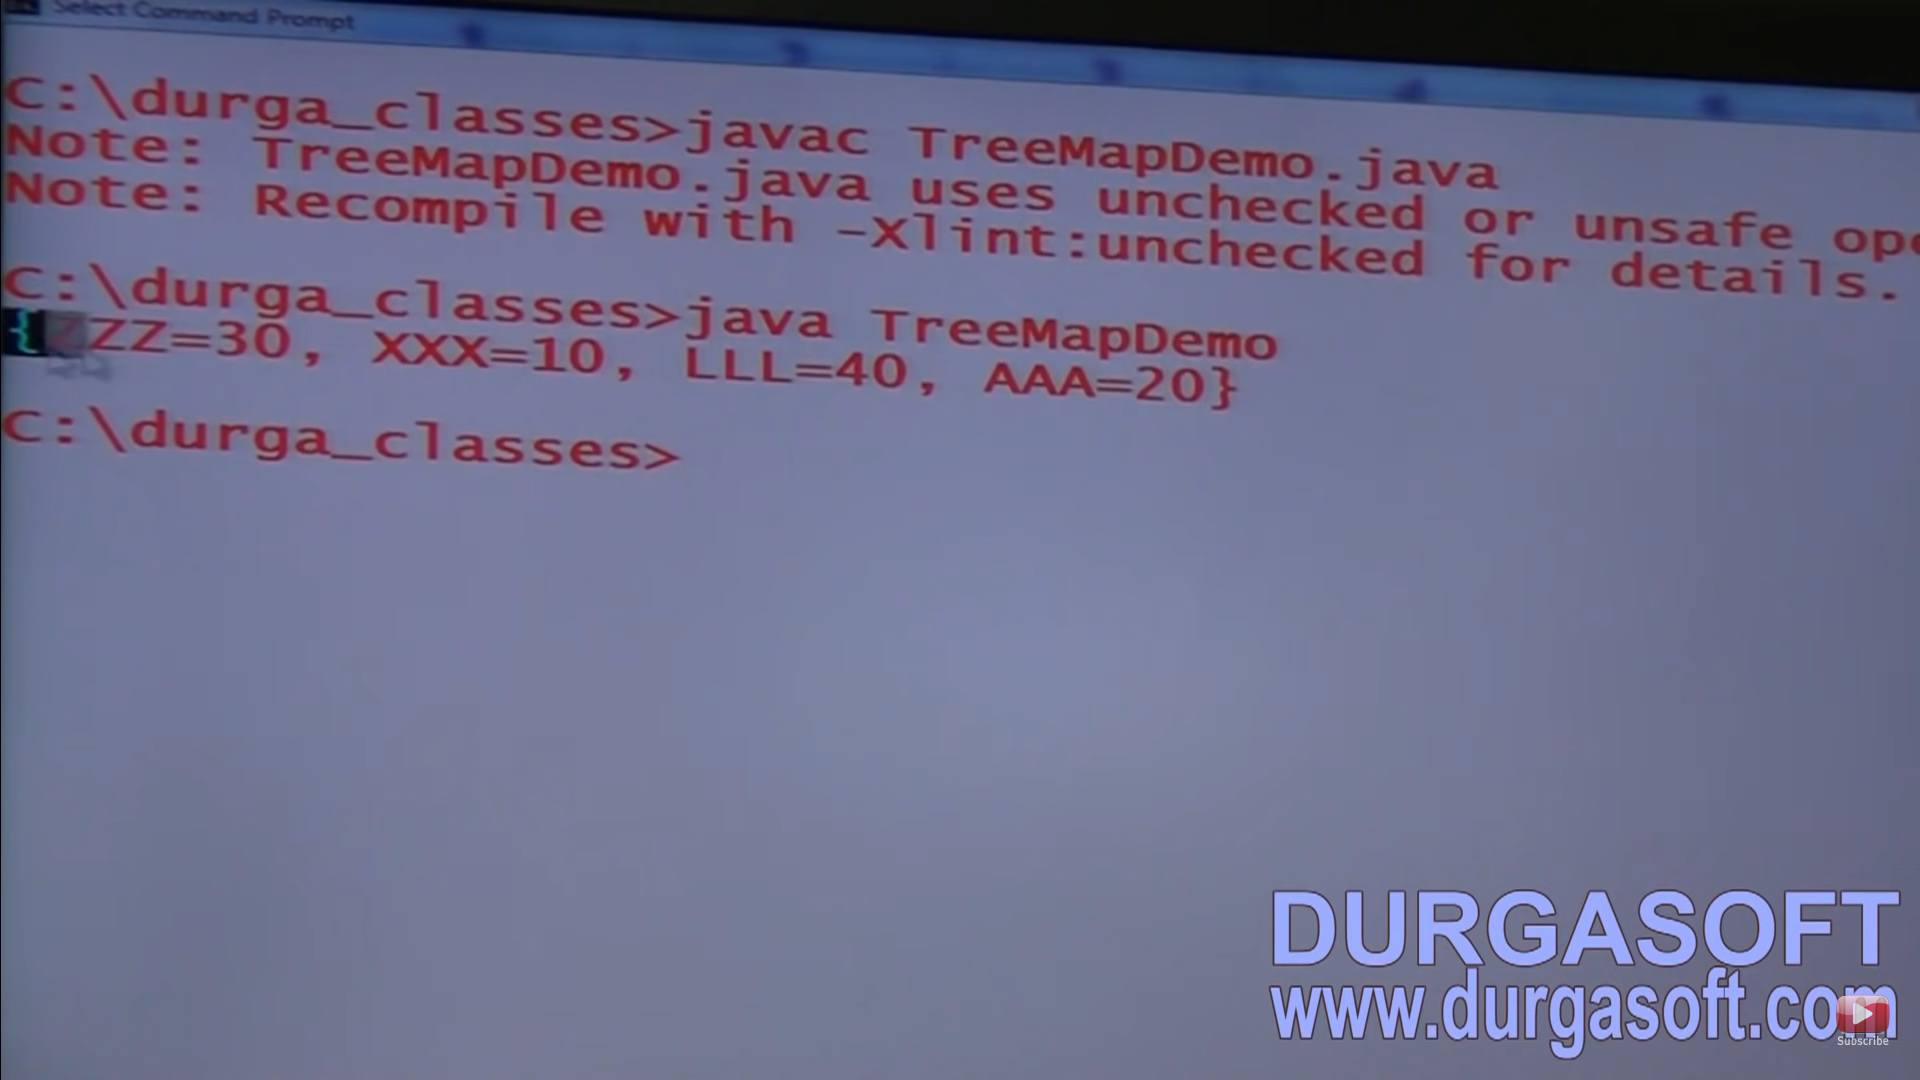 Select Command Prompt
C:\durga_classes>javac TreeMapDemo.java
Note: TreeMapDemo.java uses unchecked or unsafe
Note: Recompile with -Xlint:unchecked for details.
C:\durga_classes>java TreeMapDemo
{ZZZ=30, XXX=10, LLL=40, AAA=20}
C:\durga_classes>
DURGASOFT
www.durgasoft.com
Subscribe